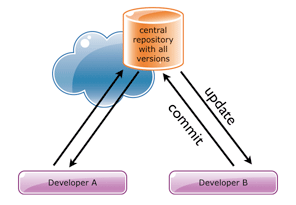 central
repository
with all
versions
update
commit
Developer A
Developer B